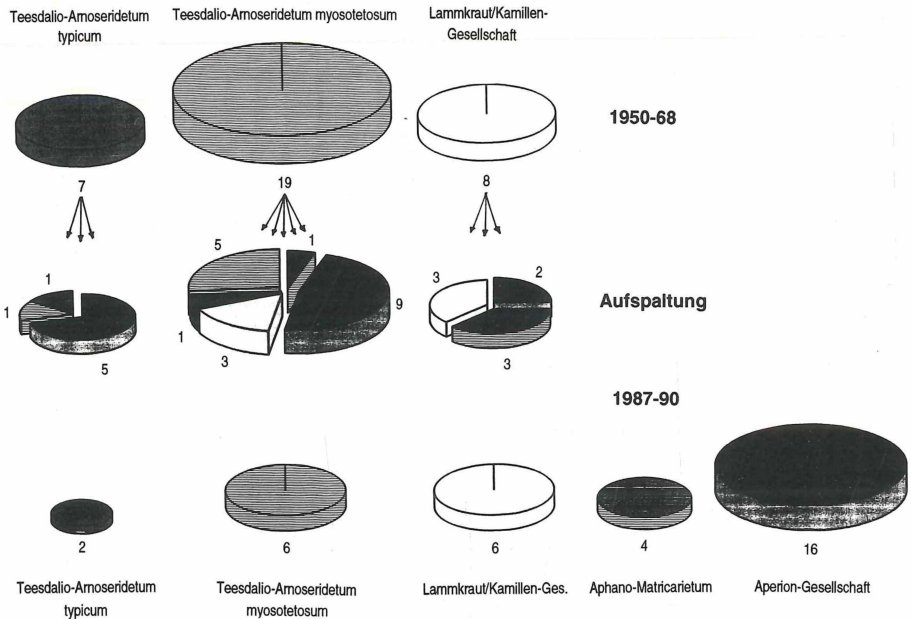 Teesdalio-Arnoseridetum
typicum
Teesdalio-Arnoseridetum myosotetosum
Lammkraut/Kamillen-
Gesellschaft
1950-68
7
19
8
1
1
5
5
1
9
1
3
3
2
3
Aufspaltung
1987-90
2
6
6
4
16
Teesdalio-Arnoseridetum
typicum
Teesdalio-Arnoseridetum
myosotetosum
Lammkraut/Kamillen-Ges.
Aphano-Matricarietum
Aperion-Gesellschaft